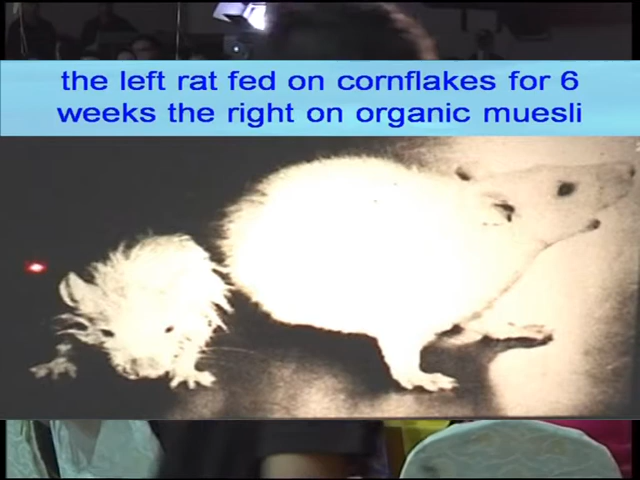 the left rat fed on cornflakes for 6
weeks the right on organic muesli